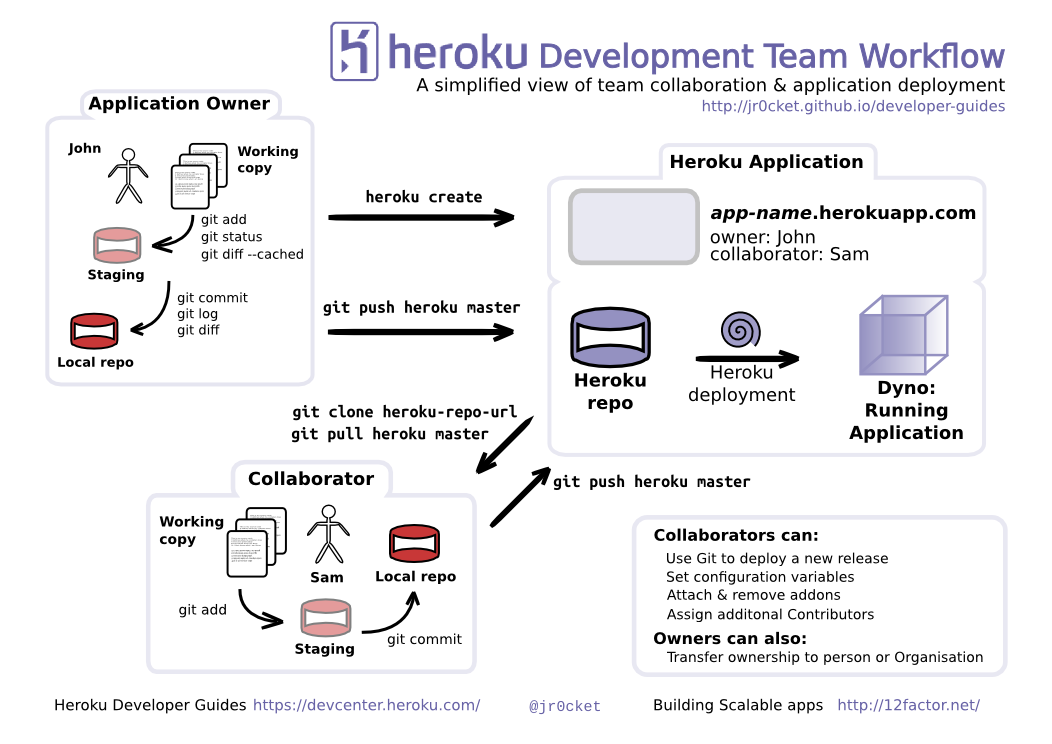 heroku Development Team Workflow
A simplified view of team collaboration & application deployment
http://jr0cket.github.io/developer-guides
Application Owner
John
Working
copy
git add
git status
git diff --cached
Staging
git commit
git log
git diff
Local repo
heroku create
git push heroku master
Heroku Application
app-name.herokuapp.com
owner: John
collaborator: Sam
Heroku
repo
Heroku
deployment
Dyno:
Running
Application
git clone heroku-repo-url
git pull heroku master
git push heroku master
Collaborator
Working
copy
Sam
Local repo
git add
Staging
git commit
Collaborators can:
Use Git to deploy a new release
Set configuration variables
Attach & remove addons
Assign additonal Contributors
Owners can also:
Transfer ownership to person or Organisation
Heroku Developer Guides https://devcenter.heroku.com/
@jr0cket
Building Scalable apps http://12factor.net/